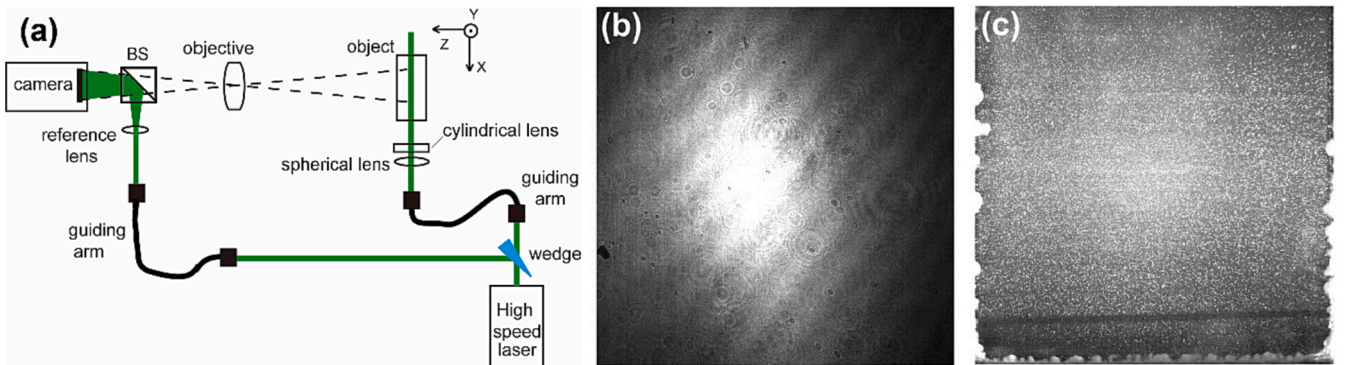 (a)
BS
objective
object
Y
Z
X
camera
reference
lens
cylindrical lens
spherical lens
guiding
arm
guiding
arm
wedge
High
speed
laser
(b)
(c)